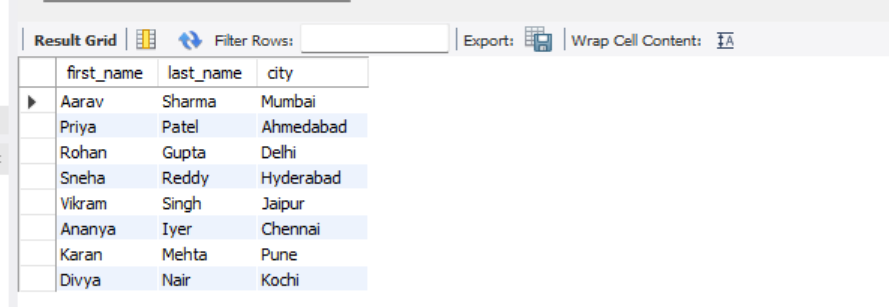 Result Grid Filter Rows: Export: Wrap Cell Content: IA
first_name last_name city
Aarav Sharma Mumbai
Priya Patel Ahmedabad
Rohan Gupta Delhi
Sneha Reddy Hyderabad
Vikram Singh Jaipur
Ananya Iyer Chennai
Karan Mehta Pune
Divya Nair Kochi